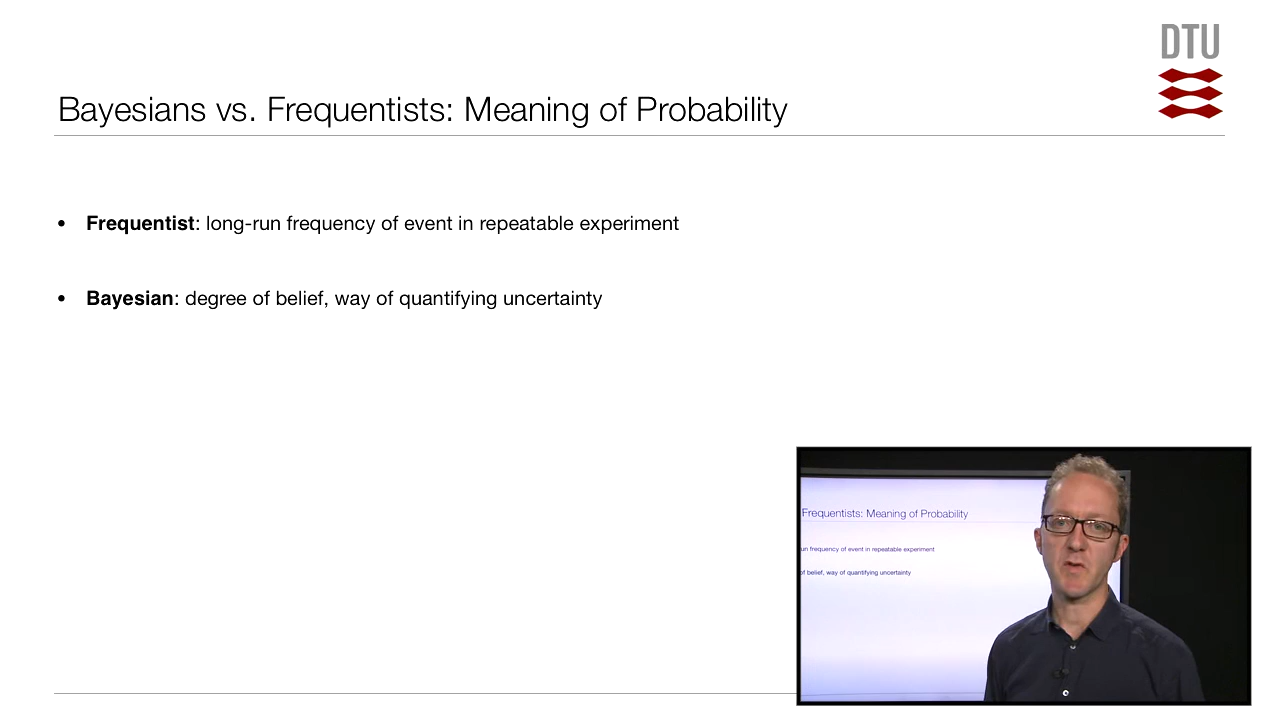 DTU
Bayesians vs. Frequentists: Meaning of Probability
• Frequentist: long-run frequency of event in repeatable experiment
• Bayesian: degree of belief, way of quantifying uncertainty
Frequentists: Meaning of Probability
un frequency of event in repeatable experiment
of belief, way of quantifying uncertainty